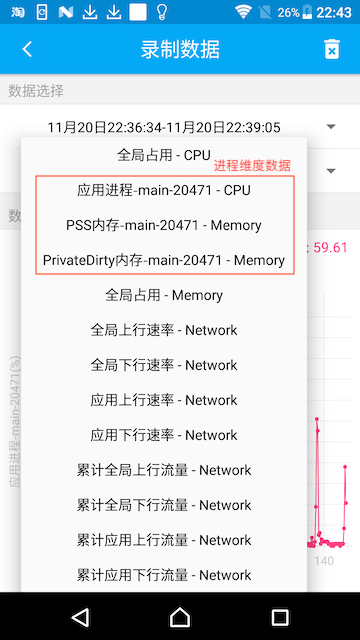 淘
N
26%
22:43
录制数据
数据选择
11月20日22:36:34-11月20日22:39:05
全局占用 - CPU
进程维度数据
应用进程-main-20471 - CPU
PSS内存-main-20471 - Memory
数
: 59.61
PrivateDirty内存-main-20471 - Memory
全局占用 - Memory
全局上行速率 - Network
全局下行速率 - Network
应用上行速率 - Network
应用下行速率 - Network
应用进程-main-20471(%)
累计全局上行流量 - Network
累计全局下行流量 - Network
累计应用上行流量 - Network
140
累计应用下行流量 - Network